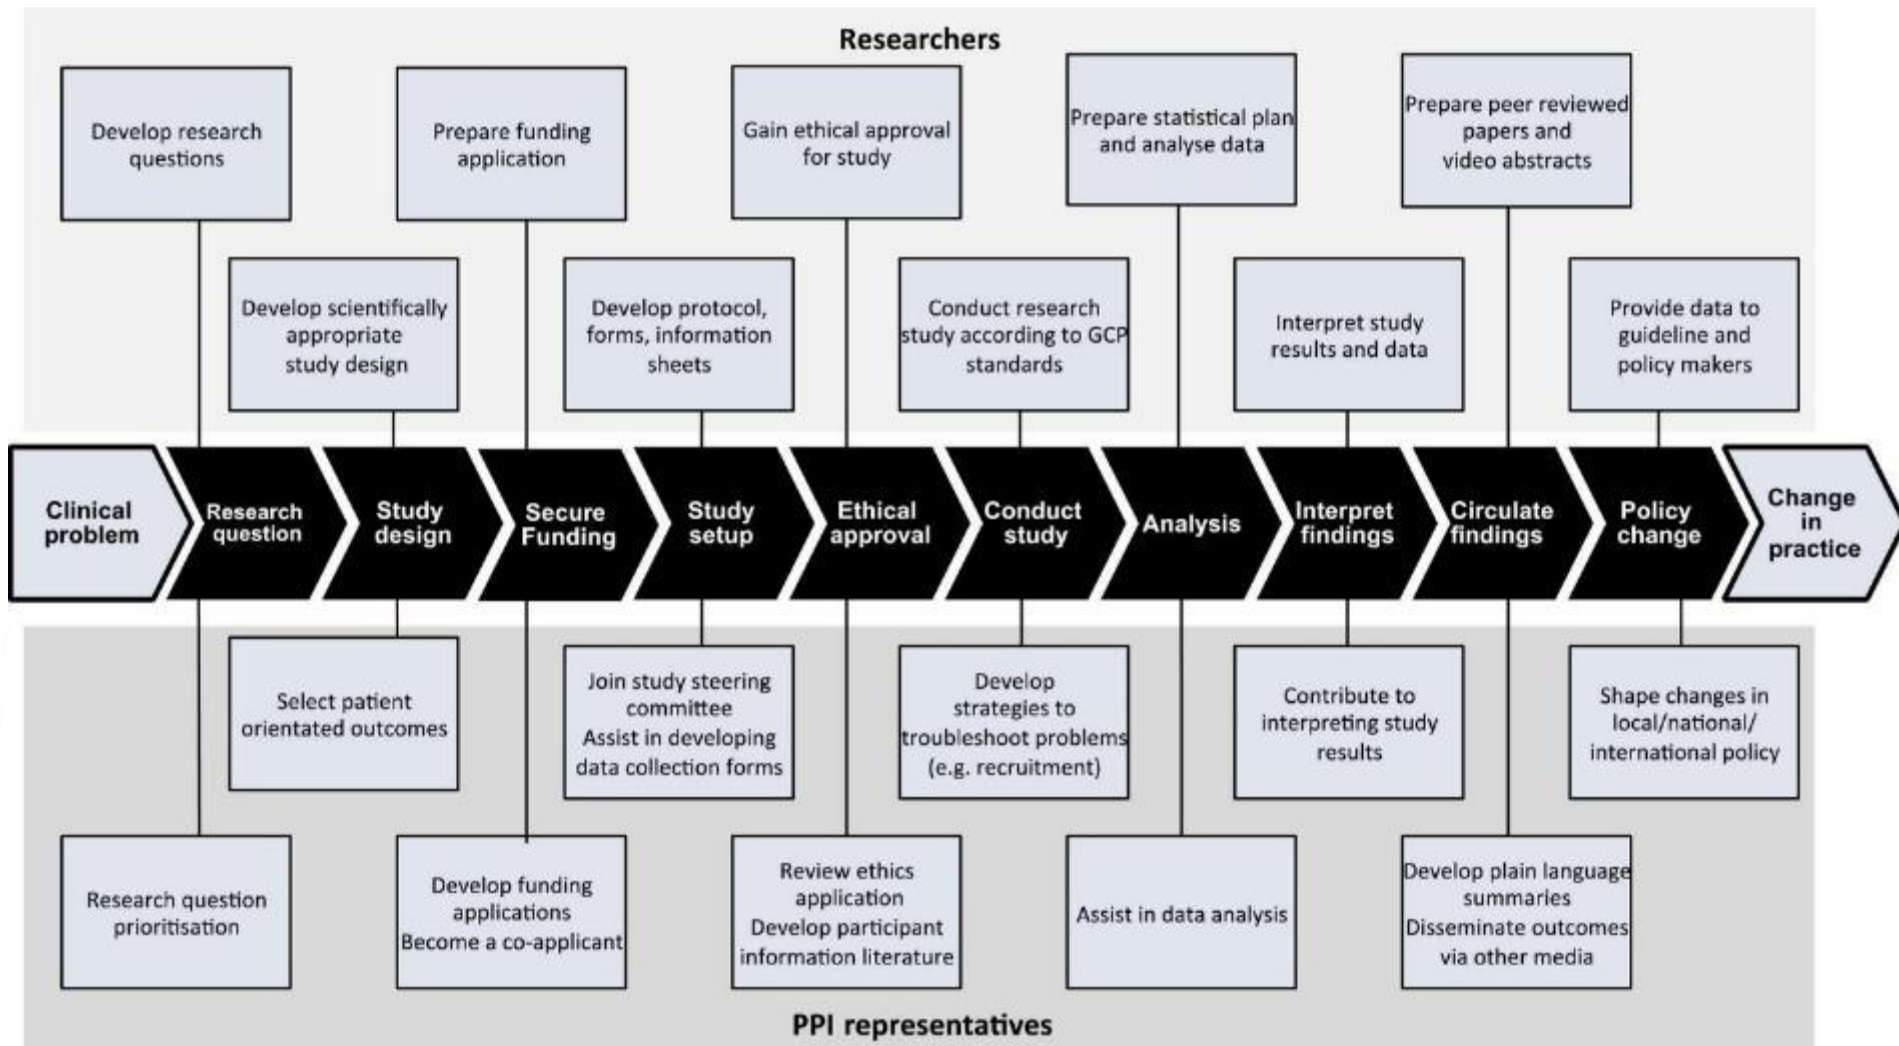 Researchers
Develop research
questions
Prepare funding
application
Gain ethical approval
for study
Prepare statistical plan
and analyse data
Prepare peer reviewed
papers and
video abstracts
Develop scientifically
appropriate
study design
Develop protocol,
forms, information
sheets
Conduct research
study according to GCP
standards
Interpret study
results and data
Provide data to
guideline and
policy makers
Clinical
problem
Research
question
Study
design
Secure
Funding
Study
setup
Ethical
approval
Conduct
study
Analysis
Interpret
findings
Circulate
findings
Policy
change
Change
in
practice
Select patient
orientated outcomes
Join study steering
committee
Assist in developing
data collection forms
Develop
strategies to
troubleshoot problems
(e.g. recruitment)
Contribute to
interpreting study
results
Shape changes in
local/national/
international policy
Research question
prioritisation
Develop funding
applications
Become a co-applicant
Review ethics
application
Develop participant
information literature
Assist in data analysis
Develop plain language
summaries
Disseminate outcomes
via other media
PPI representatives